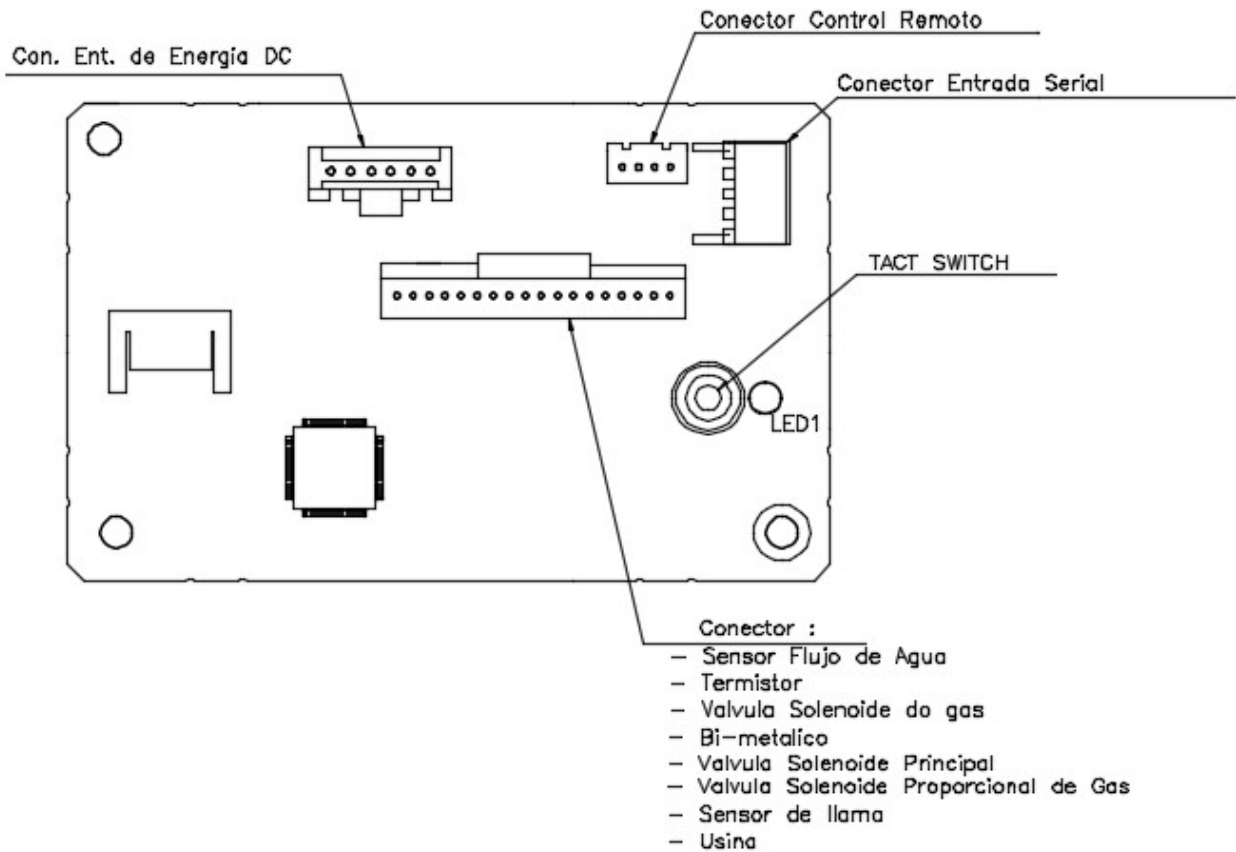 Conector Control Remoto
Con. Ent. de Energia DC
Conector Entrada Serial
TACT SWITCH
LED1
Conector :
- Sensor Flujo de Agua
- Termistor
- Valvula Solenoide do gas
- Bi-metalico
- Valvula Solenoide Principal
- Valvula Solenoide Proporcional de Gas
- Sensor de llama
- Usina